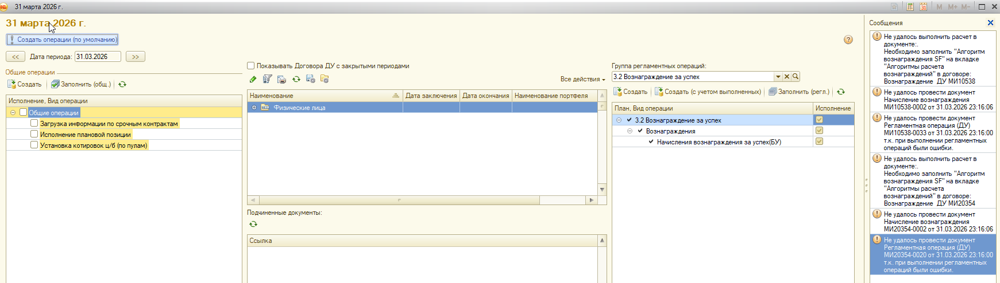 31 марта 2026 г.
M M+ M-
31 марта 2026 г.
Создать операции (по умолчанию)
<< Дата периода: 31.03.2026 >>
Общие операции
Создать Заполнить (общ.)
Исполнение, Вид операции
Общие операции
Загрузка информации по срочным контрактам
Исполнение плановой позиции
Установка котировок ц/б (по пулам)
Показывать Договора ДУ с закрытыми периодами
Все действия
Наименование Дата заключения Дата окончания Наименование портфеля
Физические лица
Подчиненные документы:
Ссылка
Группа регламентных операций:
3.2 Вознаграждение за успех
Создать Создать (с учетом выполненных) Заполнить (регл.)
План, Вид операции Исполнение
3.2 Вознаграждение за успех
Вознаграждения
Начисления вознаграждения за успех(БУ)
Сообщения
Не удалось выполнить расчет в
документе:.
Необходимо заполнить "Алгоритм
вознаграждения SF" на вкладке
"Алгоритмы расчета
вознаграждений" в договоре:
Вознаграждение ДУ МИ10538
Не удалось провести документ
Начисление вознаграждения
МИ10538-0002 от 31.03.2026 23:16:06
Не удалось провести документ
Регламентная операция (ДУ)
МИ10538-0033 от 31.03.2026 23:16:00
т.к. при выполнении регламентных
операций были ошибки.
Не удалось выполнить расчет в
документе:.
Необходимо заполнить "Алгоритм
вознаграждения SF" на вкладке
"Алгоритмы расчета
вознаграждений" в договоре:
Вознаграждение ДУ МИ20354
Не удалось провести документ
Начисление вознаграждения
МИ20354-0002 от 31.03.2026 23:16:06
Не удалось провести документ
Регламентная операция (ДУ)
МИ20354-0020 от 31.03.2026 23:16:00
т.к. при выполнении регламентных
операций были ошибки.